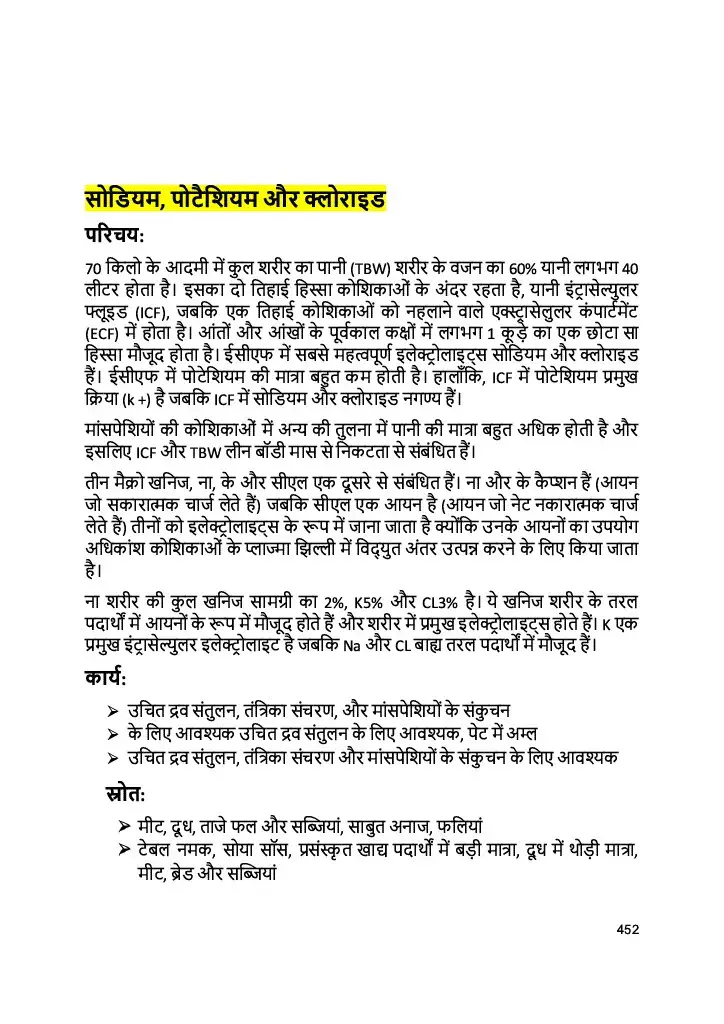 सोडियम, पोटैशियम और क्लोराइड
परिचय:
70 किलो के आदमी में कुल शरीर का पानी (TBW) शरीर के वजन का 60% यानी लगभग 40
लीटर होता है। इसका दो तिहाई हिस्सा कोशिकाओं के अंदर रहता है, यानी इंट्रासेल्युलर
फ्लूइड (ICF), जबकि एक तिहाई कोशिकाओं को नहलाने वाले एक्स्ट्रासेलुलर कंपार्टमेंट
(ECF) में होता है। आंतों और आंखों के पूर्वकाल कक्षों में लगभग 1 कूड़े का एक छोटा सा
हिस्सा मौजूद होता है। ईसीएफ में सबसे महत्वपूर्ण इलेक्ट्रोलाइट्स सोडियम और क्लोराइड
हैं। ईसीएफ में पोटेशियम की मात्रा बहुत कम होती है। हालाँकि, ICF में पोटेशियम प्रमुख
क्रिया (k +) है जबकि ICF में सोडियम और क्लोराइड नगण्य हैं।
मांसपेशियों की कोशिकाओं में अन्य की तुलना में पानी की मात्रा बहुत अधिक होती है और
इसलिए ICF और TBW लीन बॉडी मास से निकटता से संबंधित हैं।
तीन मैक्रो खनिज, ना, के और सीएल एक दूसरे से संबंधित हैं। ना और के कैप्शन हैं (आयन
जो सकारात्मक चार्ज लेते हैं) जबकि सीएल एक आयन है (आयन जो नेट नकारात्मक चार्ज
लेते हैं) तीनों को इलेक्ट्रोलाइट्स के रूप में जाना जाता है क्योंकि उनके आयनों का उपयोग
अधिकांश कोशिकाओं के प्लाज्मा झिल्ली में विद्युत अंतर उत्पन्न करने के लिए किया जाता
है।
ना शरीर की कुल खनिज सामग्री का 2%, K5% और CL3% है। ये खनिज शरीर के तरल
पदार्थों में आयनों के रूप में मौजूद होते हैं और शरीर में प्रमुख इलेक्ट्रोलाइट्स होते हैं। K एक
प्रमुख इंट्रासेल्युलर इलेक्ट्रोलाइट है जबकि Na और CL बाह्य तरल पदार्थों में मौजूद हैं।
कार्य:
➢ उचित द्रव संतुलन, तंत्रिका संचरण, और मांसपेशियों के संकुचन
➢ के लिए आवश्यक उचित द्रव संतुलन के लिए आवश्यक, पेट में अम्ल
➢ उचित द्रव संतुलन, तंत्रिका संचरण और मांसपेशियों के संकुचन के लिए आवश्यक
स्रोत:
➢ मीट, दूध, ताजे फल और सब्जियां, साबुत अनाज, फलियां
➢ टेबल नमक, सोया सॉस, प्रसंस्कृत खाद्य पदार्थों में बड़ी मात्रा, दूध में थोड़ी मात्रा,
मीट, ब्रेड और सब्जियां
452